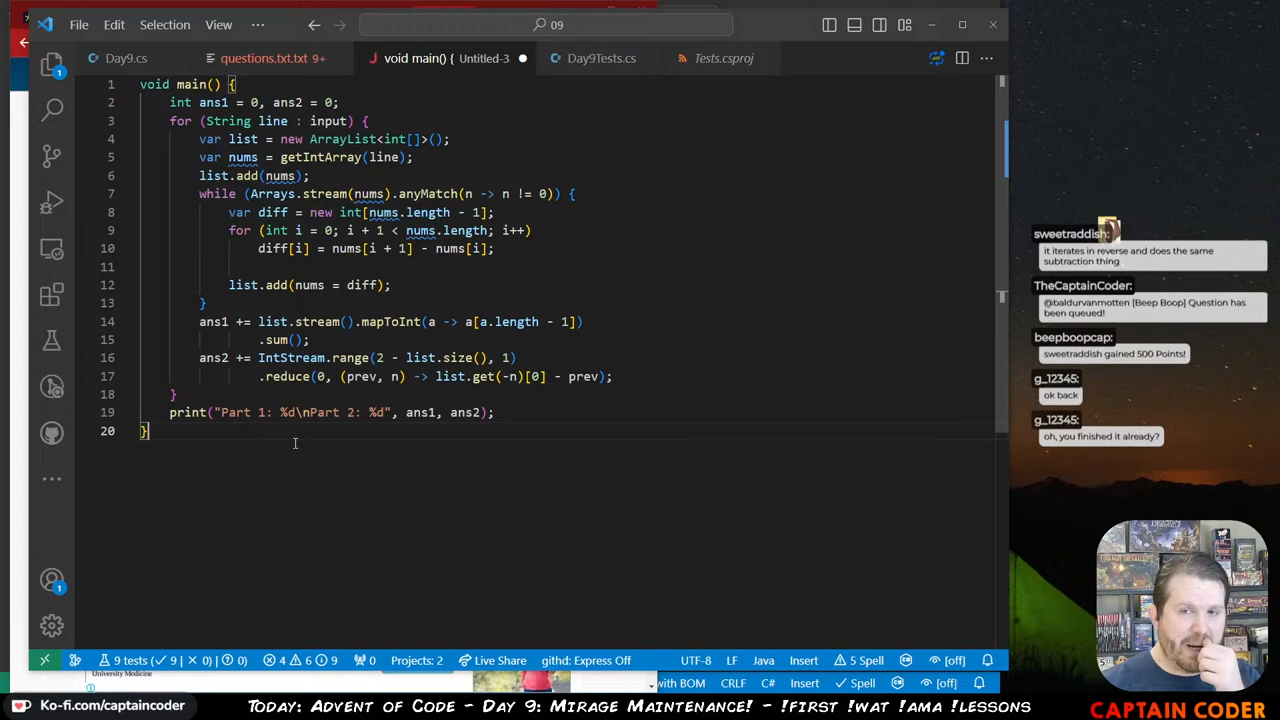 File Edit Selection View ··· 09
Day9.cs questions.txt.txt 9+ void main() { Untitled-3 Day9Tests.cs Tests.csproj
1 void main() {
2 int ans1 = 0, ans2 = 0;
3 for (String line : input) {
4 var list = new ArrayList<int[]>();
5 var nums = getIntArray(line);
6 list.add(nums);
7 while (Arrays.stream(nums).anyMatch(n -> n != 0)) {
8 var diff = new int[nums.length - 1];
9 for (int i = 0; i + 1 < nums.length; i++)
10 diff[i] = nums[i + 1] - nums[i];
11
12 list.add(nums = diff);
13 }
14 ans1 += list.stream().mapToInt(a -> a[a.length - 1])
15 .sum();
16 ans2 += IntStream.range(2 - list.size(), 1)
17 .reduce(0, (prev, n) -> list.get(-n)[0] - prev);
18 }
19 print("Part 1: %d\nPart 2: %d", ans1, ans2);
20 }
1
1
sweetraddish:
it iterates in reverse and does the same
subtraction thing
TheCaptainCoder:
@baldurvanmotten [Beep Boop] Question has
been queued!
beepboopcap:
sweetraddish gained 500 Points!
g_12345:
ok back
g_12345:
oh, you finished it already?
9 tests (✓ 9 | × 0) | (? 0) 4 6 9 0 Projects: 2 Live Share githd: Express Off UTF-8 LF Java Insert 5 Spell [off]
University Medicine
with BOM CRLF C# Insert Spell [off]
Ko-fi.com/captaincoder
Today: Advent of Code - Day 9: Mirage Maintenance! - !first !wat !ama !lessons
CAPTAIN CODER